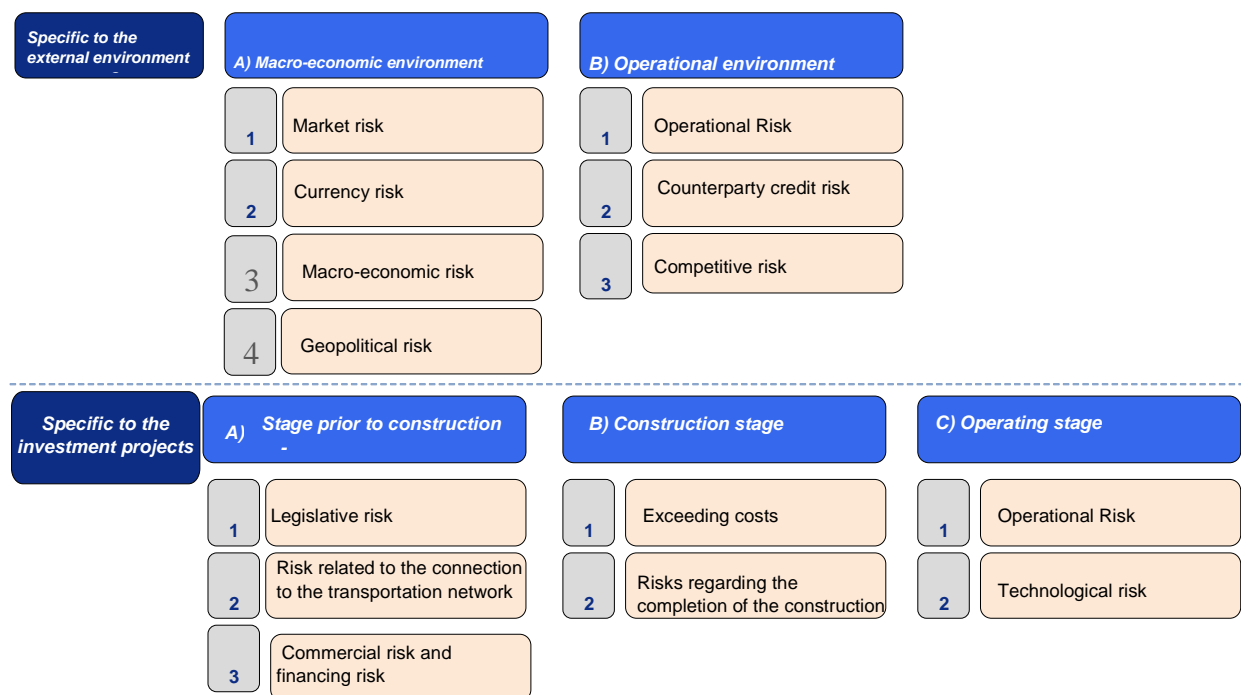 Specific to the
external environment
A) Macro-economic environment
B) Operational environment
1
Market risk
1
Operational Risk
2
Currency risk
2
Counterparty credit risk
3
Macro-economic risk
3
Competitive risk
4
Geopolitical risk
Specific to the
investment projects
A)
Stage prior to construction
-
B) Construction stage
C) Operating stage
1
Legislative risk
1
Exceeding costs
1
Operational Risk
2
Risk related to the connection
to the transportation network
2
Risks regarding the
completion of the construction
2
Technological risk
3
Commercial risk and
financing risk